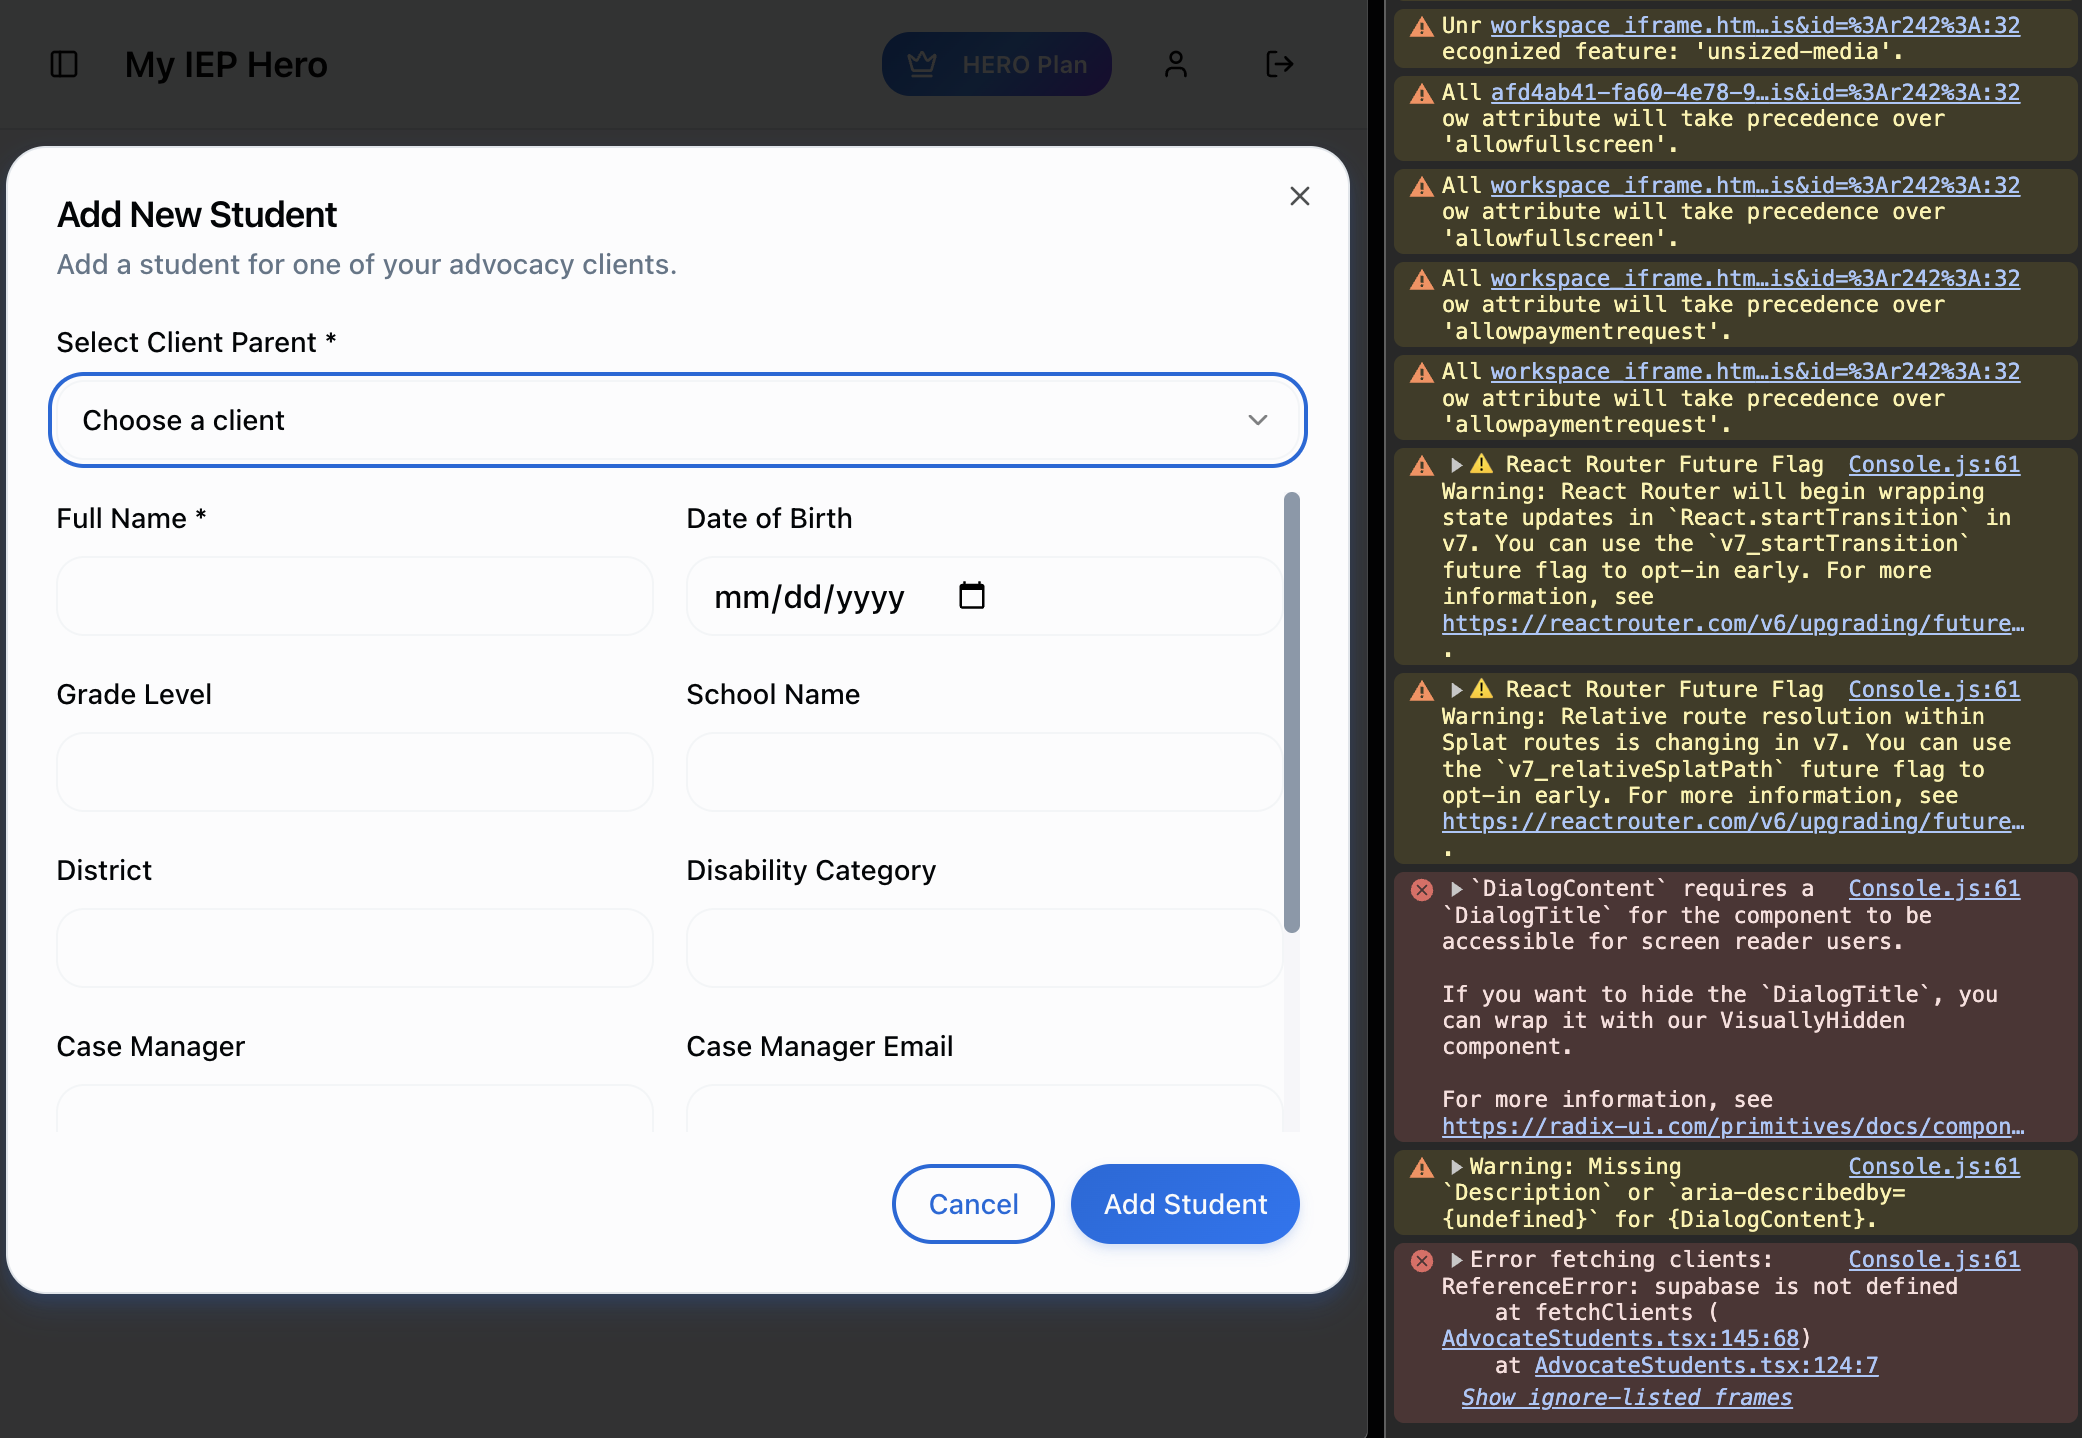 My IEP Hero
HERO Plan
Add New Student
Add a student for one of your advocacy clients.
Select Client Parent *
Choose a client
Full Name *
Date of Birth
mm/dd/yyyy
Grade Level
School Name
District
Disability Category
Case Manager
Case Manager Email
Cancel
Add Student
Unr workspace_iframe.htm…is&id=%3Ar242%3A:32
ecognized feature: 'unsized-media'.
All afd4ab41-fa60-4e78-9…is&id=%3Ar242%3A:32
ow attribute will take precedence over
'allowfullscreen'.
All workspace_iframe.htm…is&id=%3Ar242%3A:32
ow attribute will take precedence over
'allowfullscreen'.
All workspace_iframe.htm…is&id=%3Ar242%3A:32
ow attribute will take precedence over
'allowpaymentrequest'.
All workspace_iframe.htm…is&id=%3Ar242%3A:32
ow attribute will take precedence over
'allowpaymentrequest'.
React Router Future Flag Console.js:61
Warning: React Router will begin wrapping
state updates in `React.startTransition` in
v7. You can use the `v7_startTransition`
future flag to opt-in early. For more
information, see
https://reactrouter.com/v6/upgrading/future…
.
React Router Future Flag Console.js:61
Warning: Relative route resolution within
Splat routes is changing in v7. You can use
the `v7_relativeSplatPath` future flag to
opt-in early. For more information, see
https://reactrouter.com/v6/upgrading/future…
.
`DialogContent` requires a Console.js:61
`DialogTitle` for the component to be
accessible for screen reader users.
If you want to hide the `DialogTitle`, you
can wrap it with our VisuallyHidden
component.
For more information, see
https://radix-ui.com/primitives/docs/compon…
Warning: Missing Console.js:61
`Description` or `aria-describedby=
{undefined}` for {DialogContent}.
Error fetching clients: Console.js:61
ReferenceError: supabase is not defined
at fetchClients (
AdvocateStudents.tsx:145:68)
at AdvocateStudents.tsx:124:7
Show ignore-listed frames